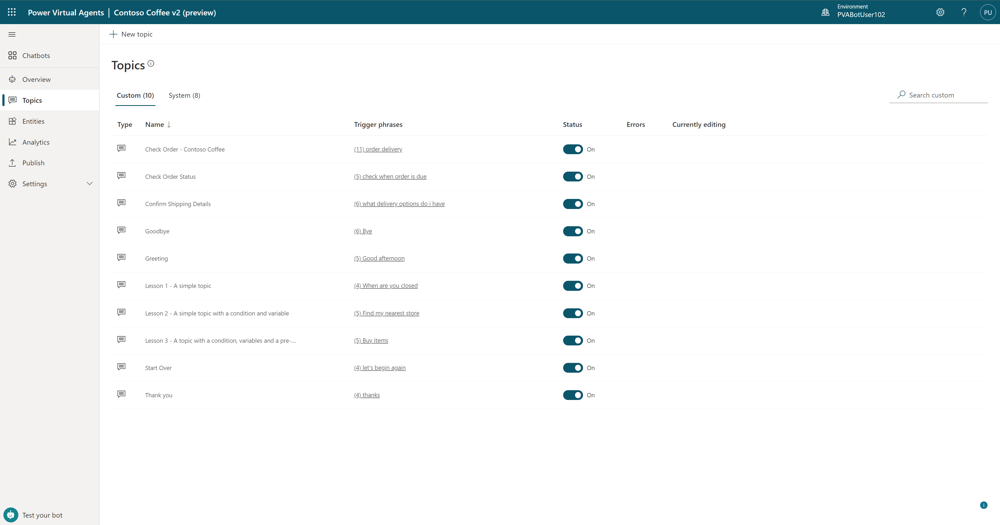 Power Virtual Agents | Contoso Coffee v2 (preview)
Environment
PVABotUser102
?
PU
New topic
Chatbots
Overview
Topics
Entities
Analytics
Publish
Settings
Test your bot
Topics
Custom (10)
System (8)
Search custom
Type Name ↓ Trigger phrases Status Errors Currently editing
Check Order - Contoso Coffee (11) order delivery On
Check Order Status (5) check when order is due On
Confirm Shipping Details (6) what delivery options do i have On
Goodbye (6) Bye On
Greeting (5) Good afternoon On
Lesson 1 - A simple topic (4) When are you closed On
Lesson 2 - A simple topic with a condition and variable (5) Find my nearest store On
Lesson 3 - A topic with a condition, variables and a pre-... (5) Buy items On
Start Over (4) let's begin again On
Thank you (4) thanks On